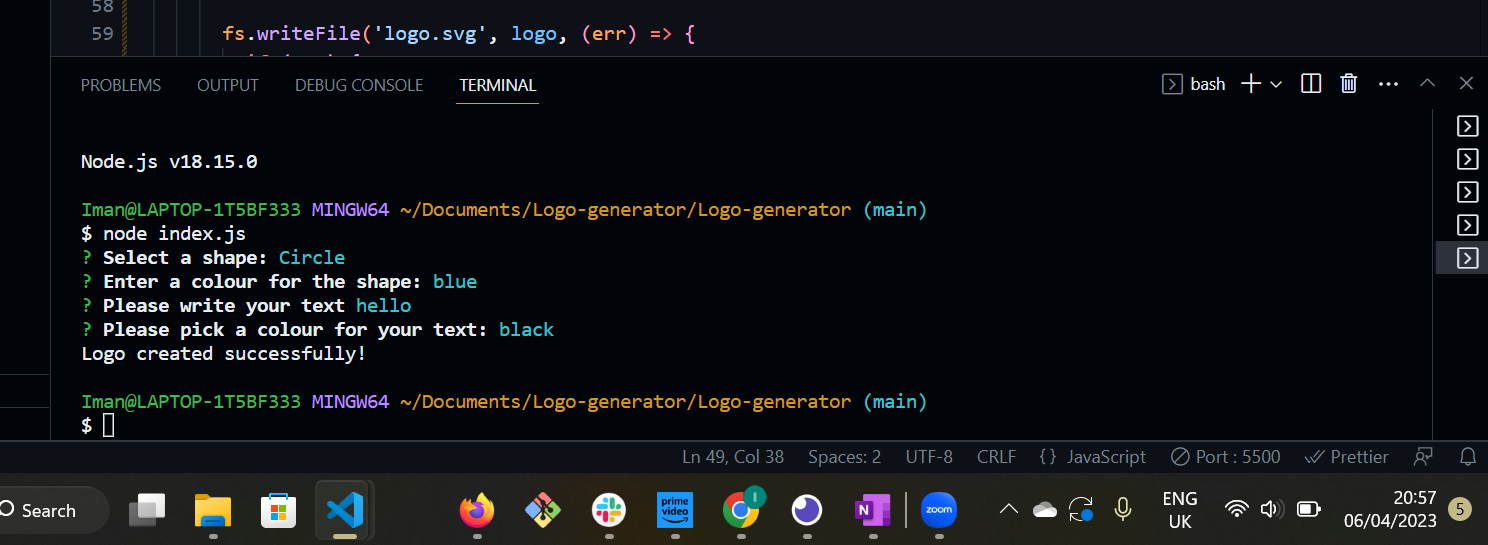 58
59 fs.writeFile('logo.svg', logo, (err) => {
PROBLEMS OUTPUT DEBUG CONSOLE TERMINAL bash
Node.js v18.15.0
Iman@LAPTOP-1T5BF333 MINGW64 ~/Documents/Logo-generator/Logo-generator (main)
$ node index.js
? Select a shape: Circle
? Enter a colour for the shape: blue
? Please write your text hello
? Please pick a colour for your text: black
Logo created successfully!
Iman@LAPTOP-1T5BF333 MINGW64 ~/Documents/Logo-generator/Logo-generator (main)
$
Ln 49, Col 38 Spaces: 2 UTF-8 CRLF {} JavaScript Port : 5500 Prettier
Search prime video N I zoom ENG UK 20:57 06/04/2023 5